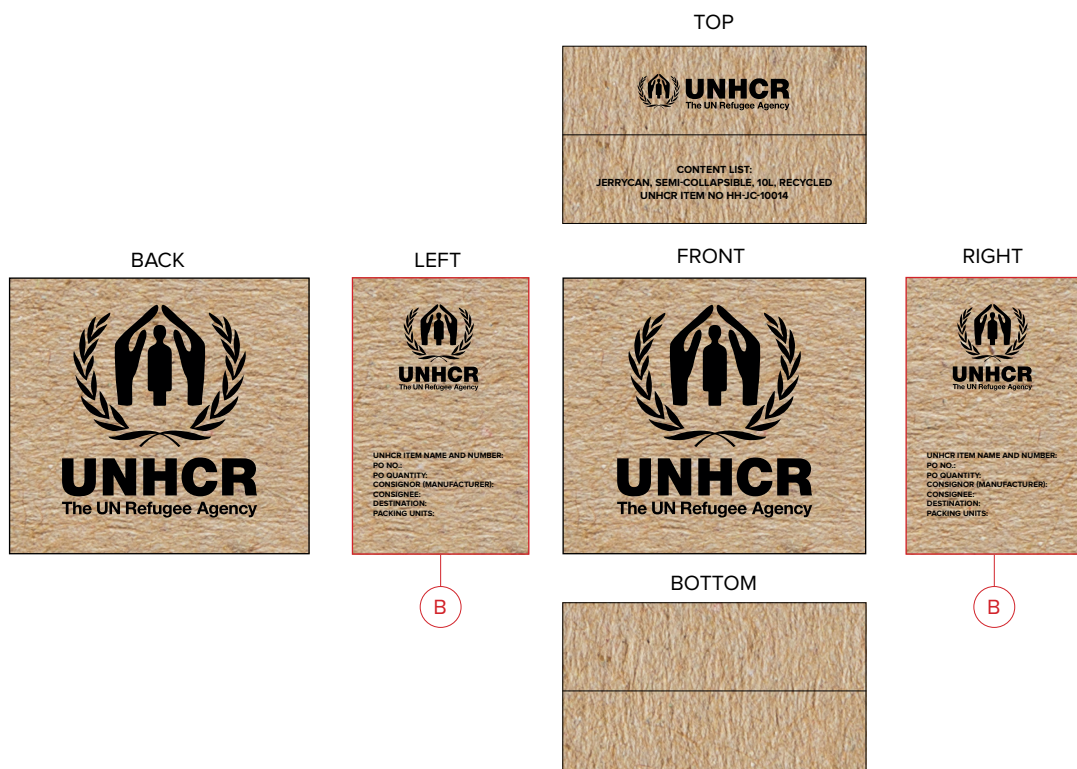 TOP
UNHCR
The UN Refugee Agency
CONTENT LIST:
JERRYCAN, SEMI-COLLAPSIBLE, 10L, RECYCLED
UNHCR ITEM NO HH-JC-10014
BACK
UNHCR
The UN Refugee Agency
LEFT
UNHCR
The UN Refugee Agency
UNHCR ITEM NAME AND NUMBER:
PO NO.:
PO QUANTITY:
CONSIGNOR (MANUFACTURER):
CONSIGNEE:
DESTINATION:
PACKING UNITS:
B
FRONT
UNHCR
The UN Refugee Agency
RIGHT
UNHCR
The UN Refugee Agency
UNHCR ITEM NAME AND NUMBER:
PO NO.:
PO QUANTITY:
CONSIGNOR (MANUFACTURER):
CONSIGNEE:
DESTINATION:
PACKING UNITS:
B
BOTTOM